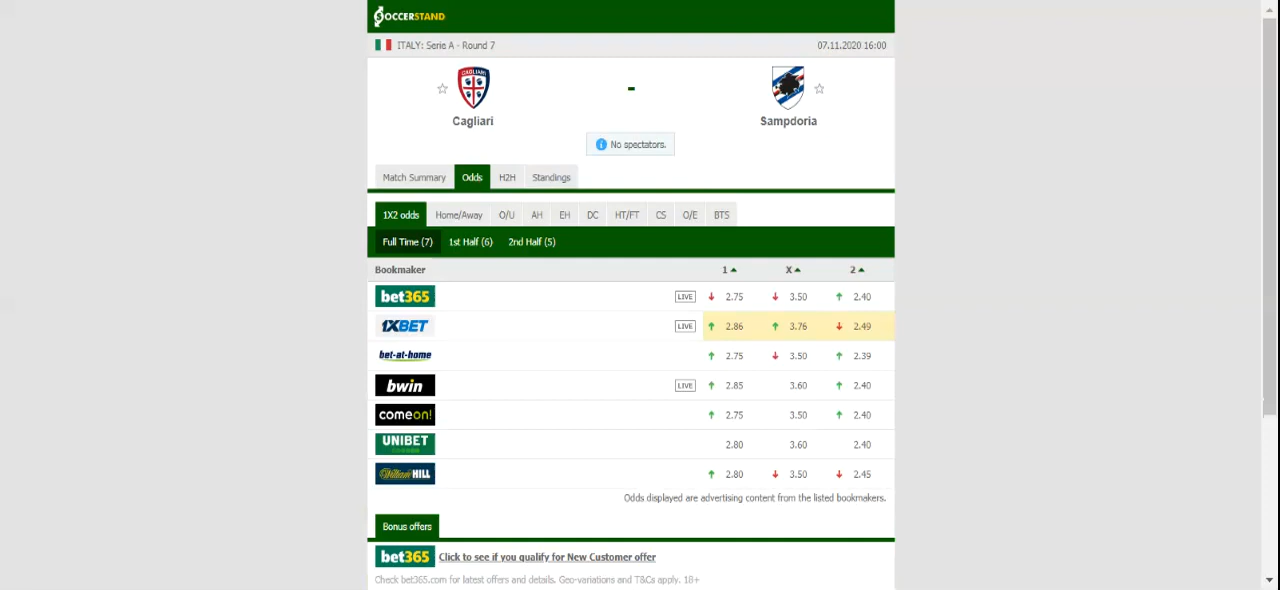 SOCCERSTAND
ITALY: Serie A - Round 7 07.11.2020 16:00
CAGLIARI
-
Cagliari Sampdoria
No spectators.
Match Summary Odds H2H Standings
1X2 odds Home/Away O/U AH EH DC HT/FT CS O/E BTS
Full Time (7) 1st Half (6) 2nd Half (5)
Bookmaker 1 X 2
bet365 LIVE 2.75 3.50 2.40
1XBET LIVE 2.86 3.76 2.49
bet-at-home 2.75 3.50 2.39
bwin LIVE 2.85 3.60 2.40
comeon! 2.75 3.50 2.40
UNIBET 2.80 3.60 2.40
William HILL 2.80 3.50 2.45
Odds displayed are advertising content from the listed bookmakers.
Bonus offers
bet365 Click to see if you qualify for New Customer offer
Check bet365.com for latest offers and details. Geo-variations and T&Cs apply. 18+